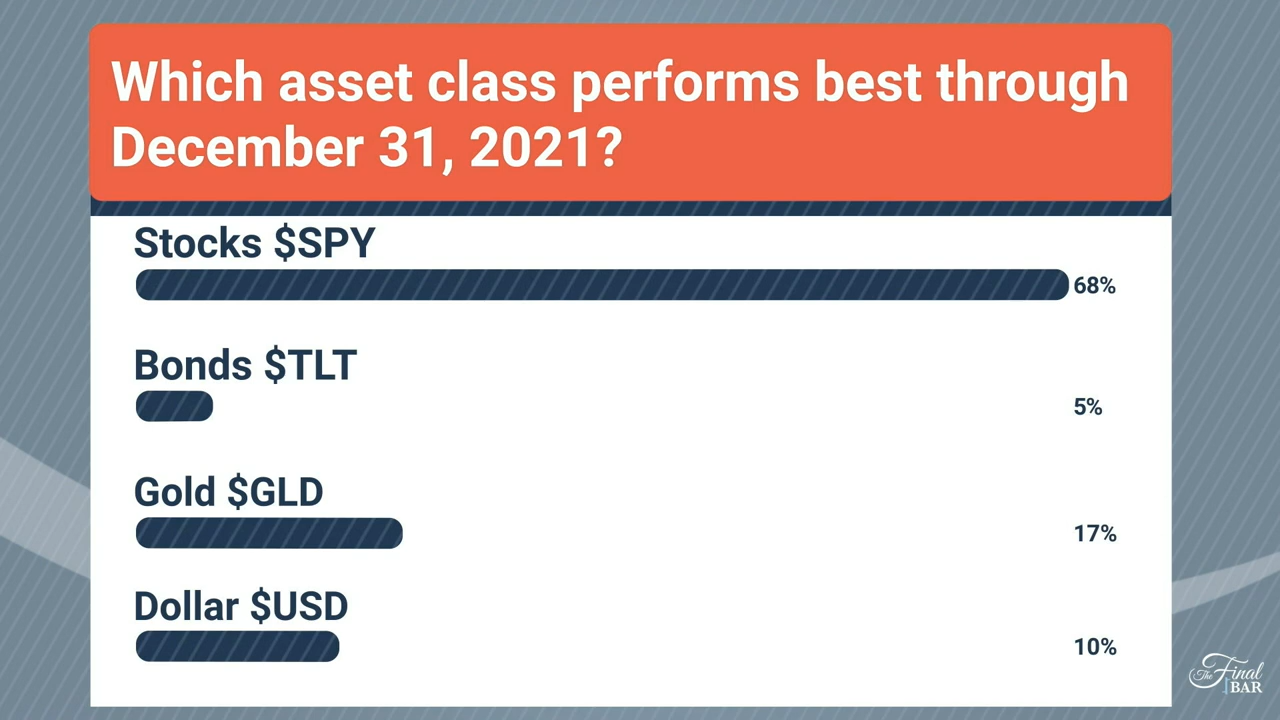 Which asset class performs best through
December 31, 2021?
Stocks $SPY
68%
Bonds $TLT
5%
Gold $GLD
17%
Dollar $USD
10%
The Final
BAR